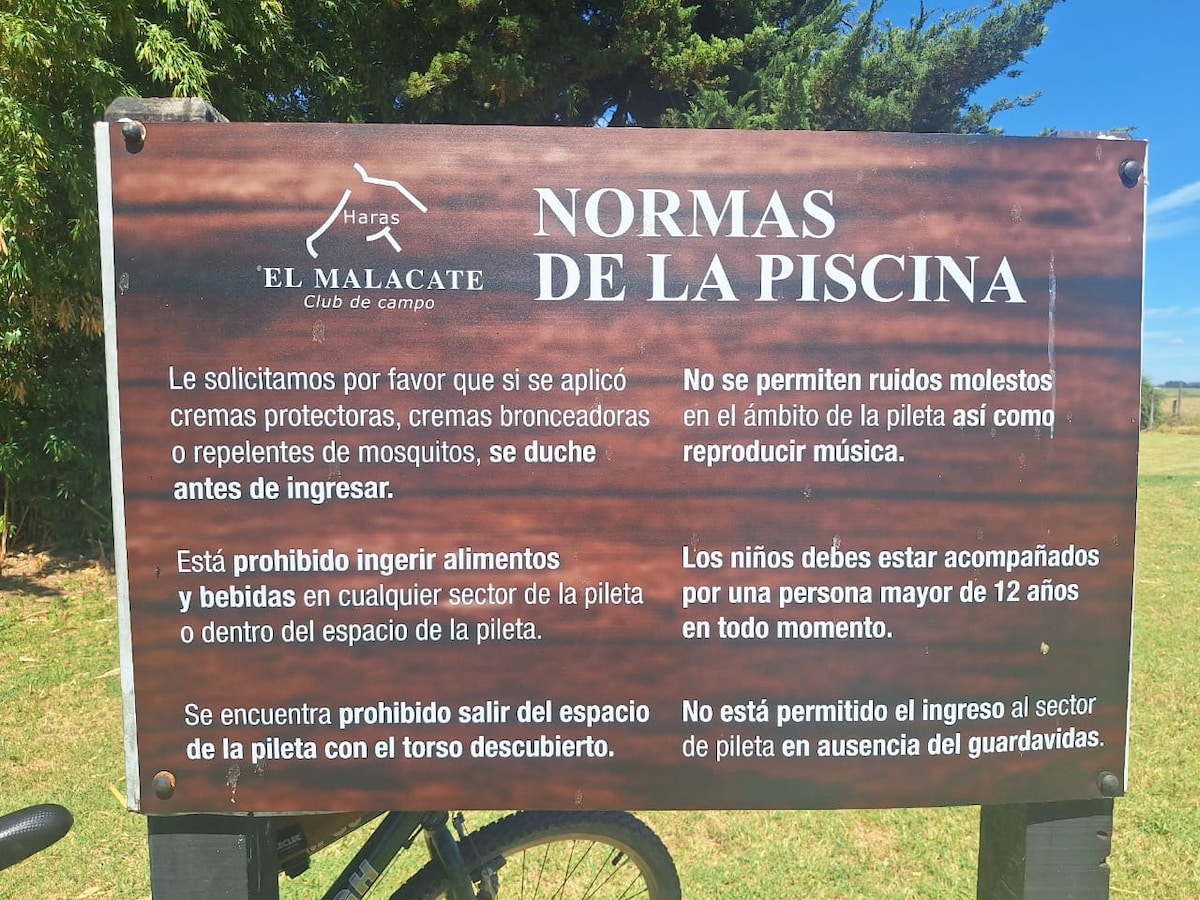 Haras
EL MALACATE
Club de campo
NORMAS
DE LA PISCINA
Le solicitamos por favor que si se aplicó
cremas protectoras, cremas bronceadoras
o repelentes de mosquitos, se duche
antes de ingresar.
Está prohibido ingerir alimentos
y bebidas en cualquier sector de la pileta
o dentro del espacio de la pileta.
Se encuentra prohibido salir del espacio
de la pileta con el torso descubierto.
No se permiten ruidos molestos
en el ámbito de la pileta así como
reproducir música.
Los niños debes estar acompañados
por una persona mayor de 12 años
en todo momento.
No está permitido el ingreso al sector
de pileta en ausencia del guardavidas.